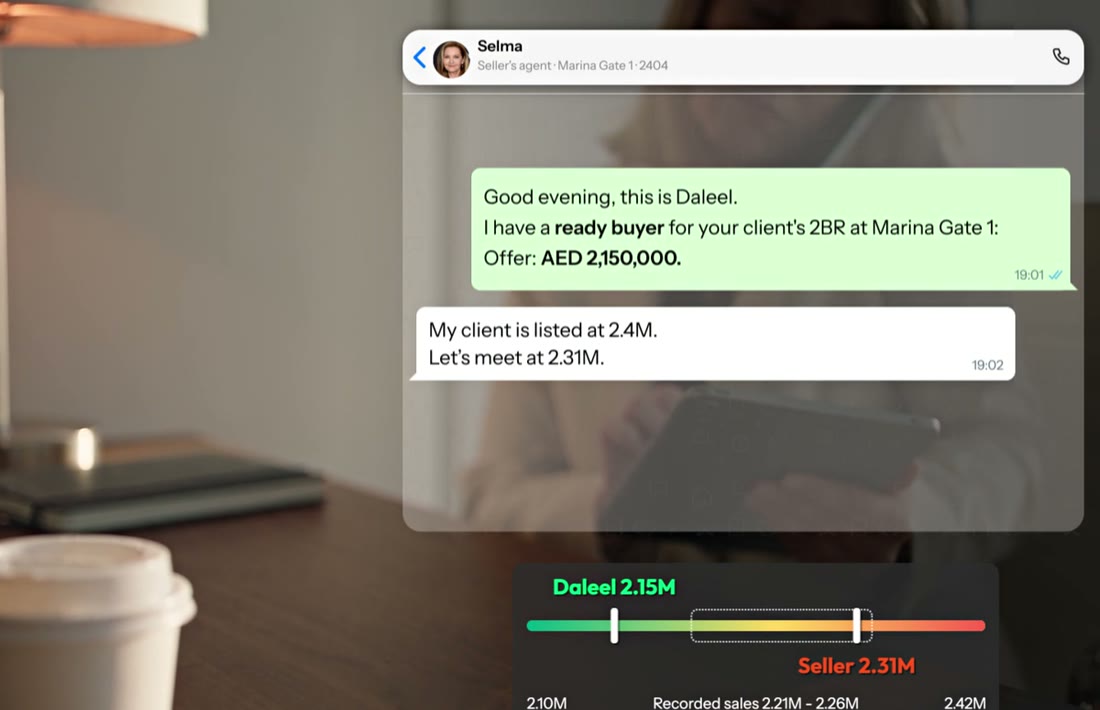 Selma
Seller's agent · Marina Gate 1 · 2404
Good evening, this is Daleel.
I have a ready buyer for your client's 2BR at Marina Gate 1:
Offer: AED 2,150,000.
19:01
My client is listed at 2.4M.
Let's meet at 2.31M.
19:02
Daleel 2.15M
Seller 2.31M
2.10M Recorded sales 2.21M - 2.26M 2.42M